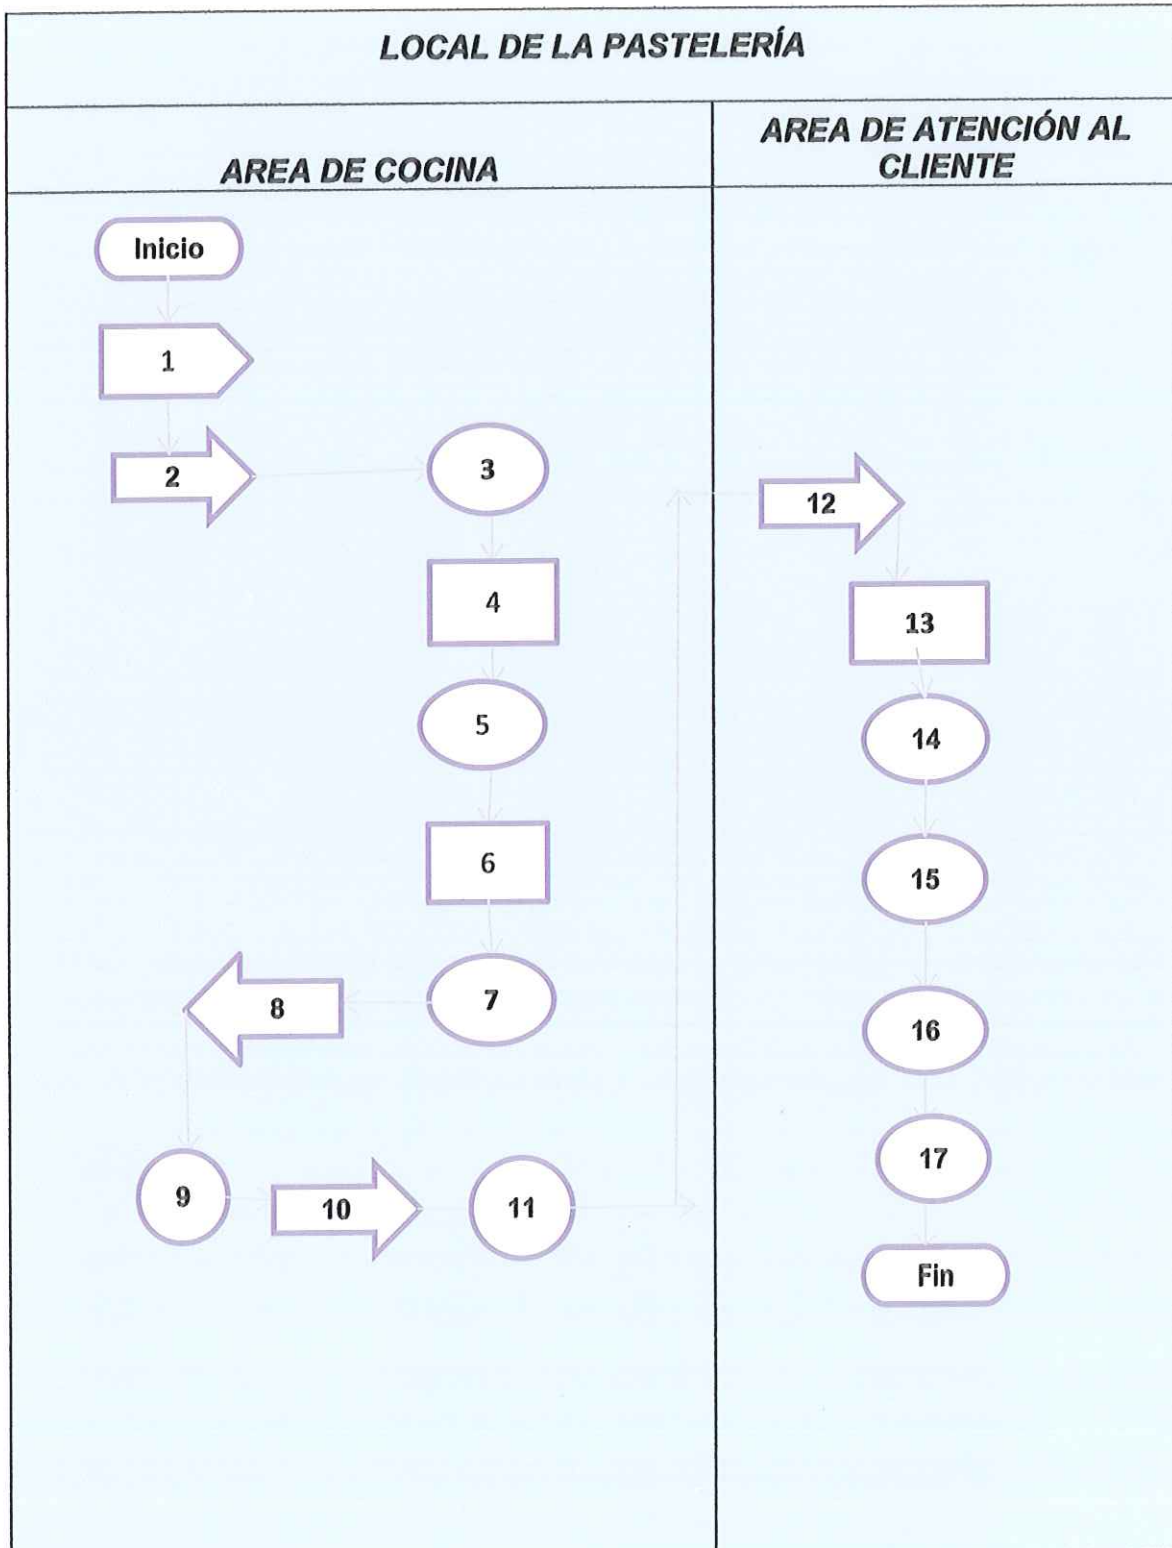 LOCAL DE LA PASTELERÍA
AREA DE COCINA
AREA DE ATENCIÓN AL
CLIENTE
Inicio
1
2
3
4
5
6
7
8
9
10
11
12
13
14
15
16
17
Fin